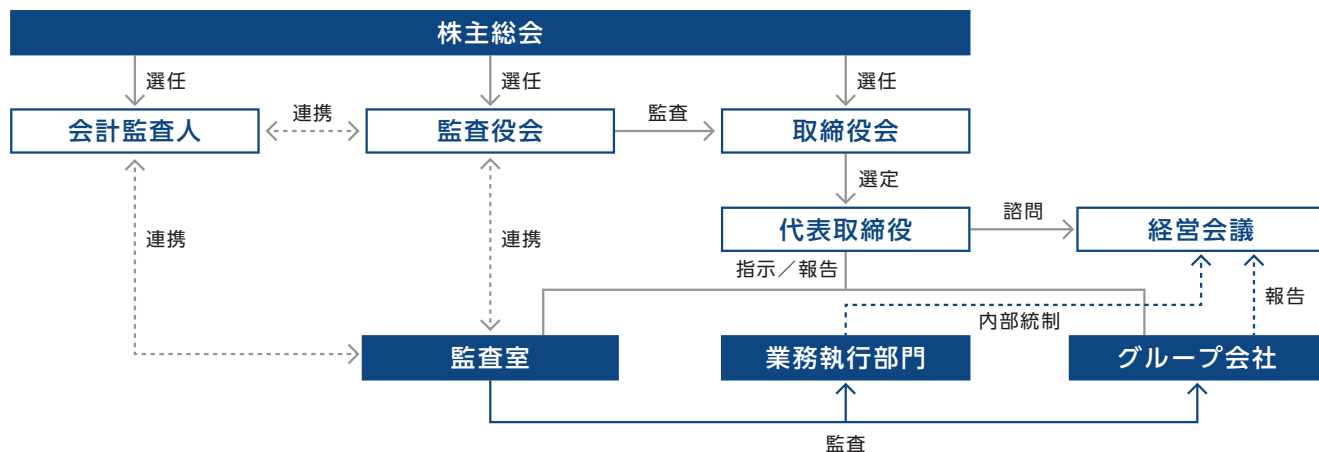 株主総会
選任
選任
選任
会計監査人
連携
監査役会
監査
取締役会
選定
代表取締役
諮問
経営会議
連携
連携
指示／報告
内部統制
報告
監査室
業務執行部門
グループ会社
監査